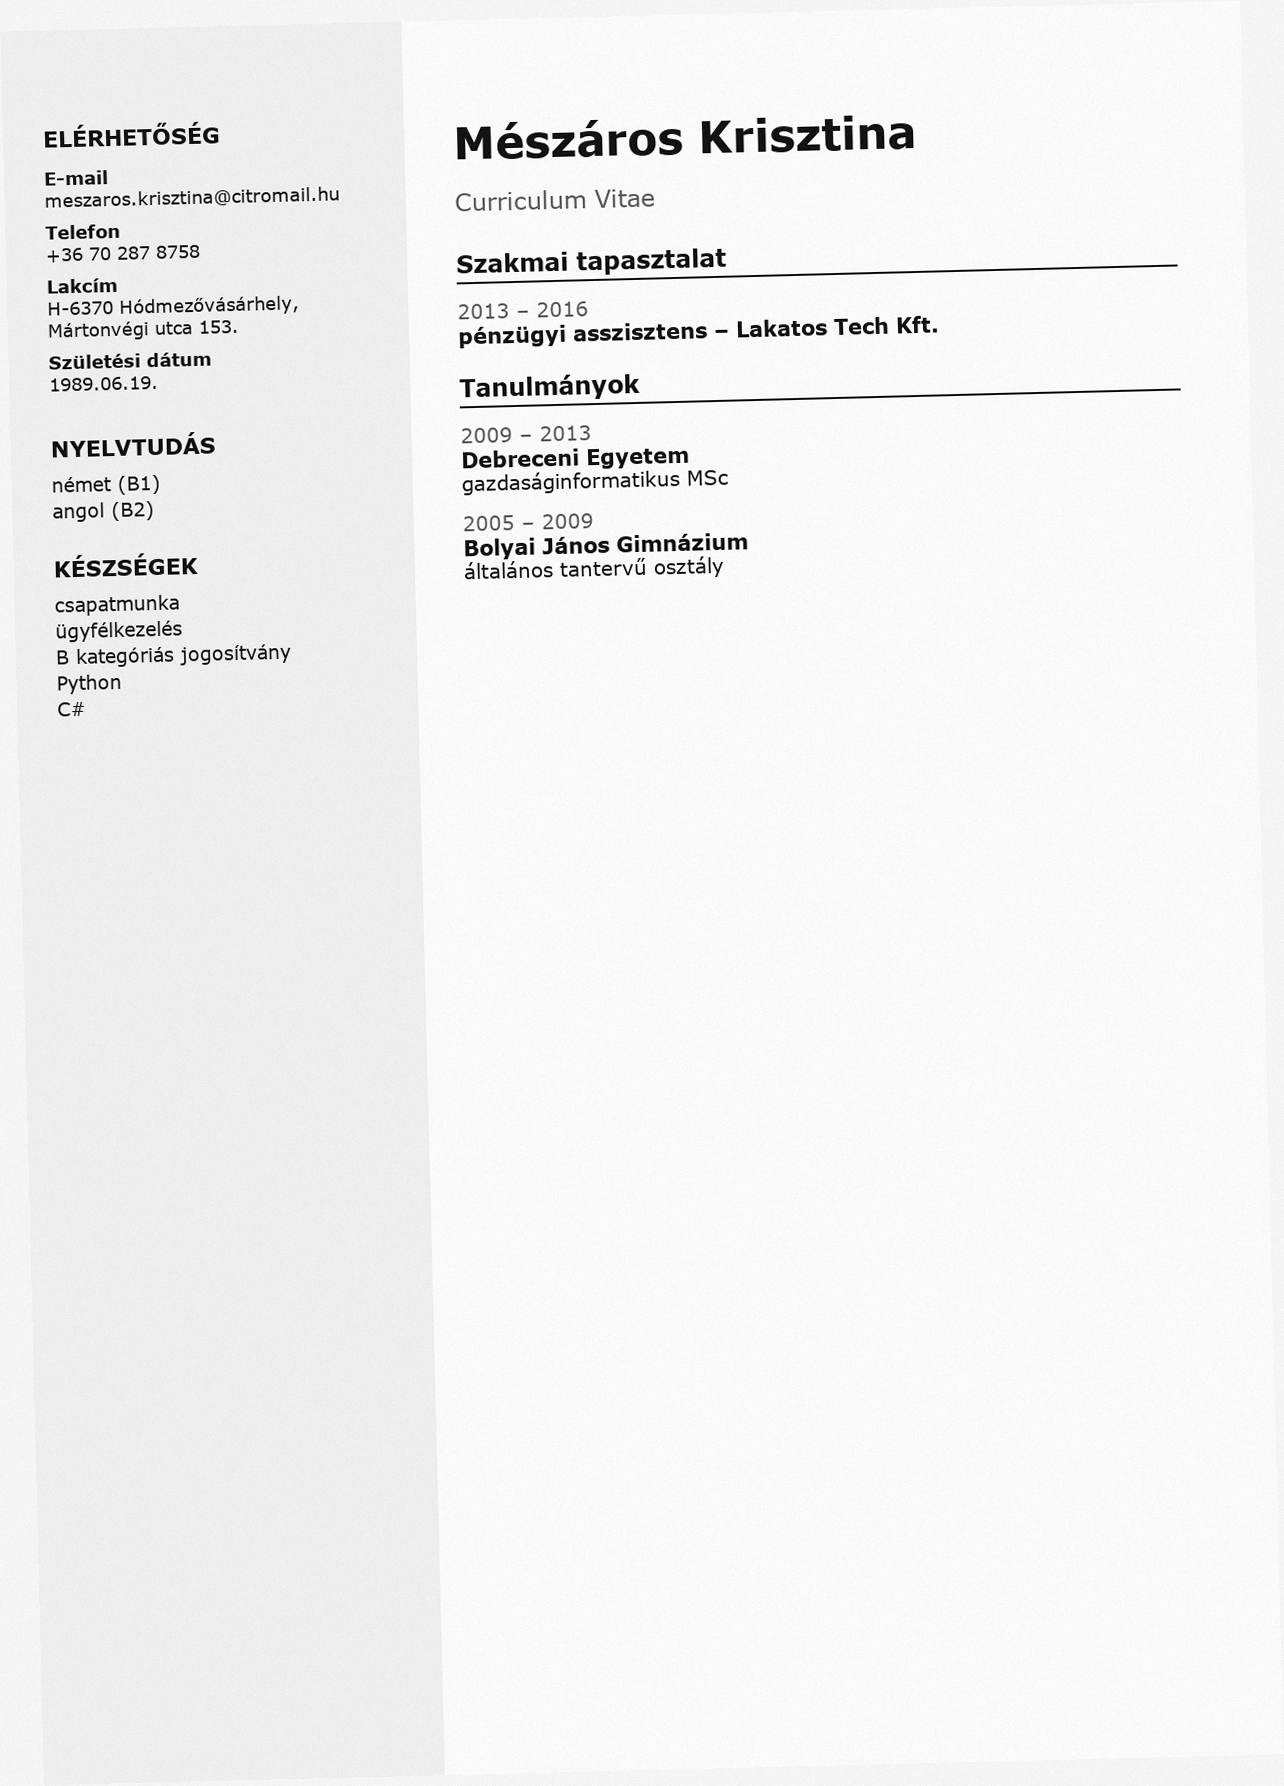 ELÉRHETŐSÉG
E-mail
meszaros.krisztina@citromail.hu
Telefon
+36 70 287 8758
Lakcím
H-6370 Hódmezővásárhely,
Mártonvégi utca 153.
Születési dátum
1989.06.19.
NYELVTUDÁS
német (B1)
angol (B2)
KÉSZSÉGEK
csapatmunka
ügyfélkezelés
B kategóriás jogosítvány
Python
C#
Mészáros Krisztina
Curriculum Vitae
Szakmai tapasztalat
2013 – 2016
pénzügyi asszisztens – Lakatos Tech Kft.
Tanulmányok
2009 – 2013
Debreceni Egyetem
gazdaságinformatikus MSc
2005 – 2009
Bolyai János Gimnázium
általános tantervű osztály